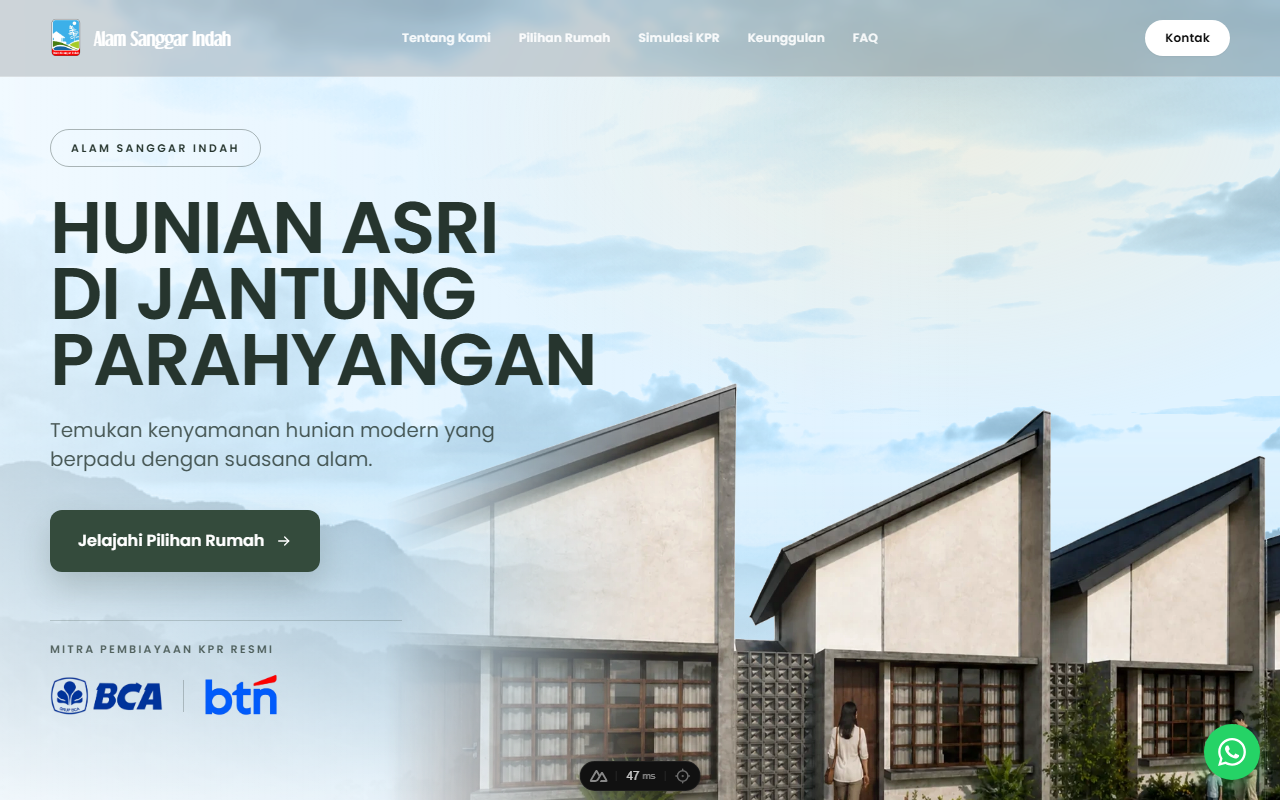 Alam Sanggar Indah
Tentang Kami
Pilihan Rumah
Simulasi KPR
Keunggulan
FAQ
Kontak
ALAM SANGGAR INDAH
HUNIAN ASRI
DI JANTUNG
PARAHYANGAN
Temukan kenyamanan hunian modern yang
berpadu dengan suasana alam.
Jelajahi Pilihan Rumah →
MITRA PEMBIAYAAN KPR RESMI
BCA
btn
47 ms